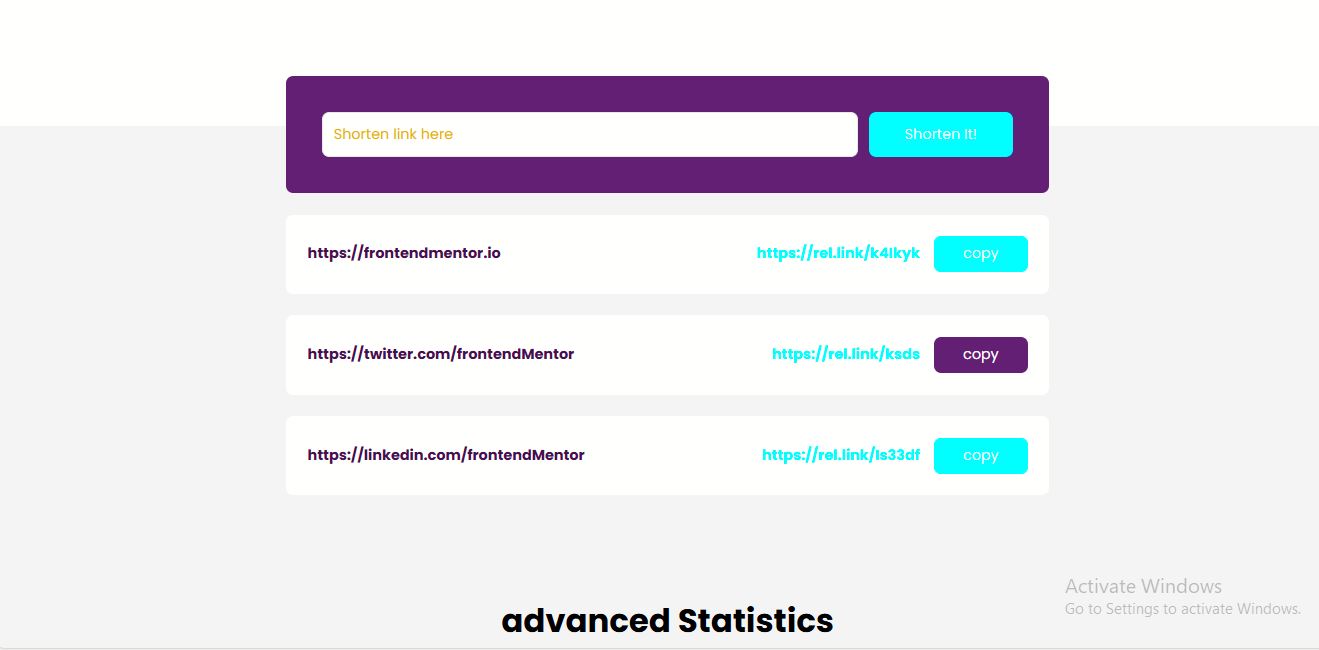 Shorten link here
Shorten It!
https://frontendmentor.io
https://rel.link/k4lkyk
copy
https://twitter.com/frontendMentor
https://rel.link/ksds
copy
https://linkedin.com/frontendMentor
https://rel.link/ls33df
copy
Activate Windows
Go to Settings to activate Windows.
advanced Statistics